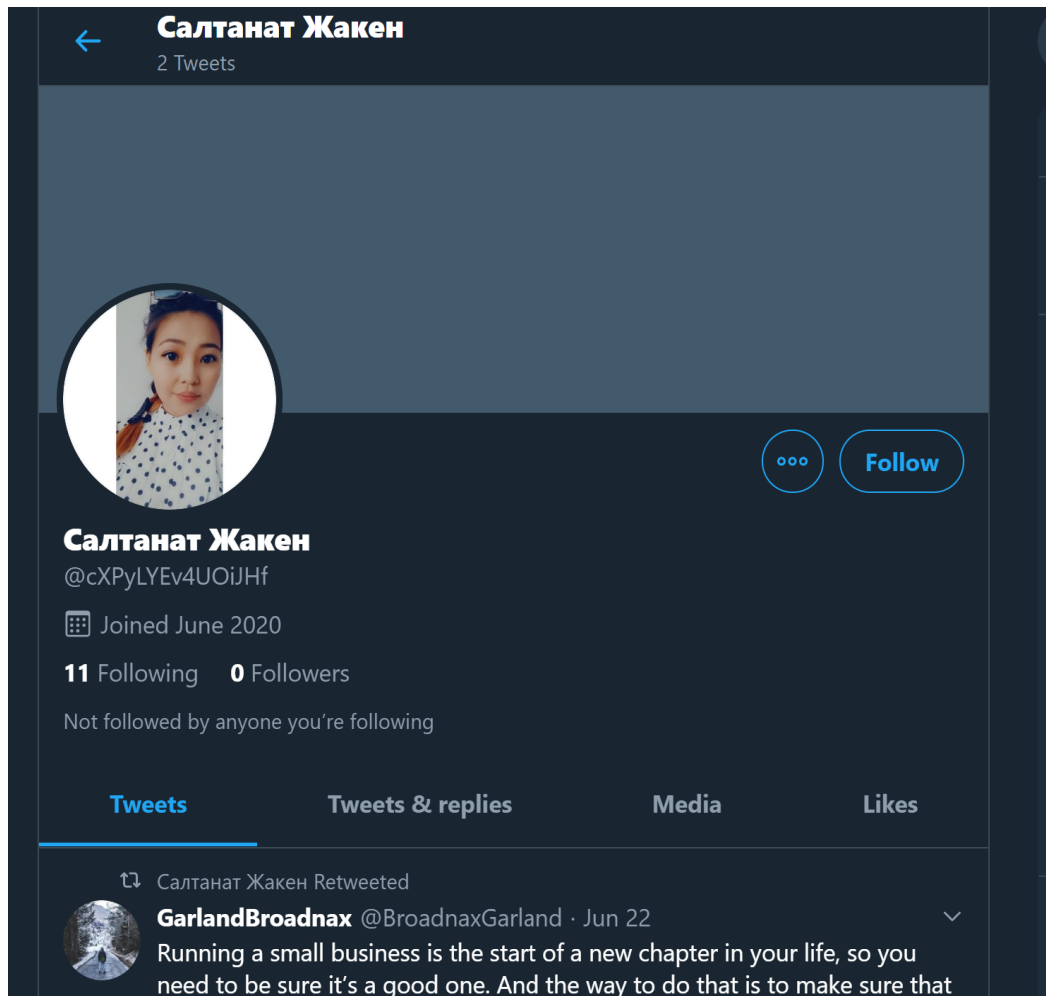 Салтанат Жакен
2 Tweets
ooo
Follow
Салтанат Жакен
@cXPyLYEv4UOiJHf
Joined June 2020
11 Following 0 Followers
Not followed by anyone you’re following
Tweets Tweets & replies Media Likes
Салтанат Жакен Retweeted
GarlandBroadnax @BroadnaxGarland · Jun 22
Running a small business is the start of a new chapter in your life, so you
need to be sure it’s a good one. And the way to do that is to make sure that